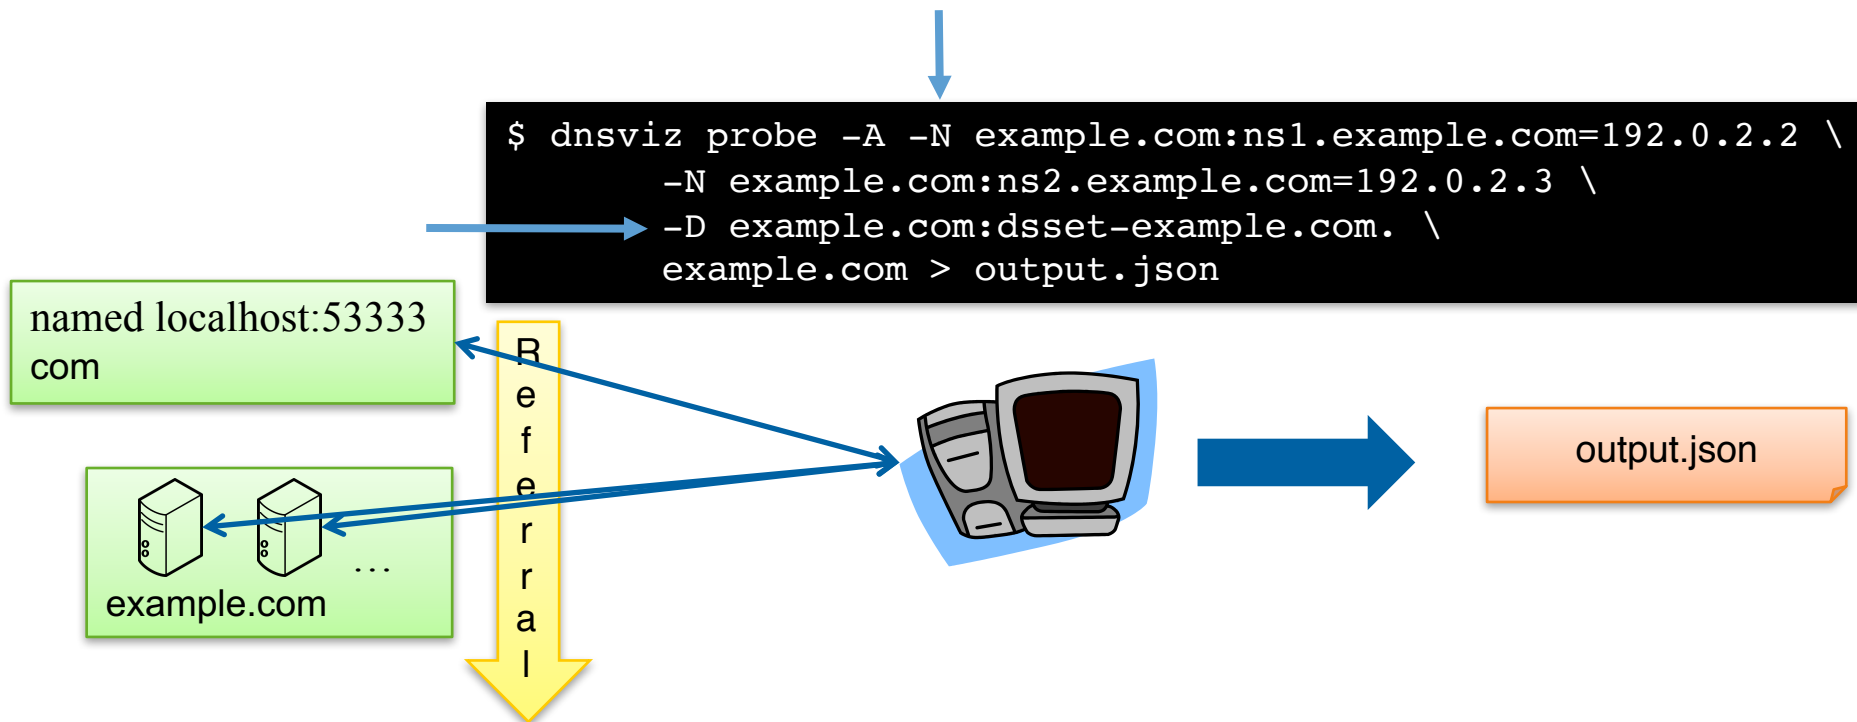 $ dnsviz probe -A -N example.com:ns1.example.com=192.0.2.2 \
-N example.com:ns2.example.com=192.0.2.3 \
-D example.com:dsset-example.com. \
example.com > output.json
named localhost:53333
com
Referral
output.json
...
example.com